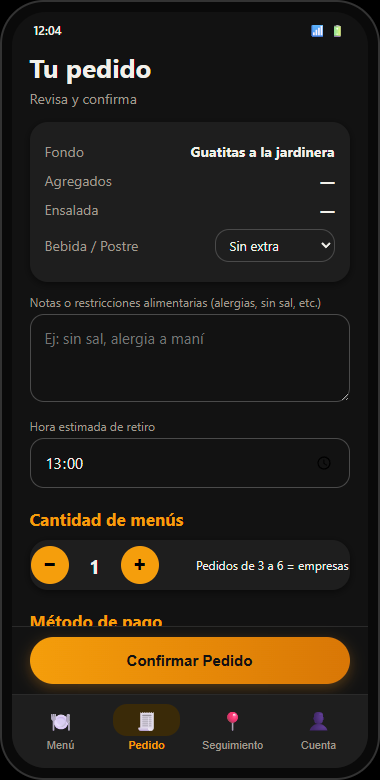 12:04
Tu pedido
Revisa y confirma
Fondo Guatitas a la jardinera
Agregados —
Ensalada —
Bebida / Postre Sin extra
Notas o restricciones alimentarias (alergias, sin sal, etc.)
Ej: sin sal, alergia a maní
Hora estimada de retiro
13:00
Cantidad de menús
− 1 + Pedidos de 3 a 6 = empresas
Método de pago
Confirmar Pedido
Menú Pedido Seguimiento Cuenta